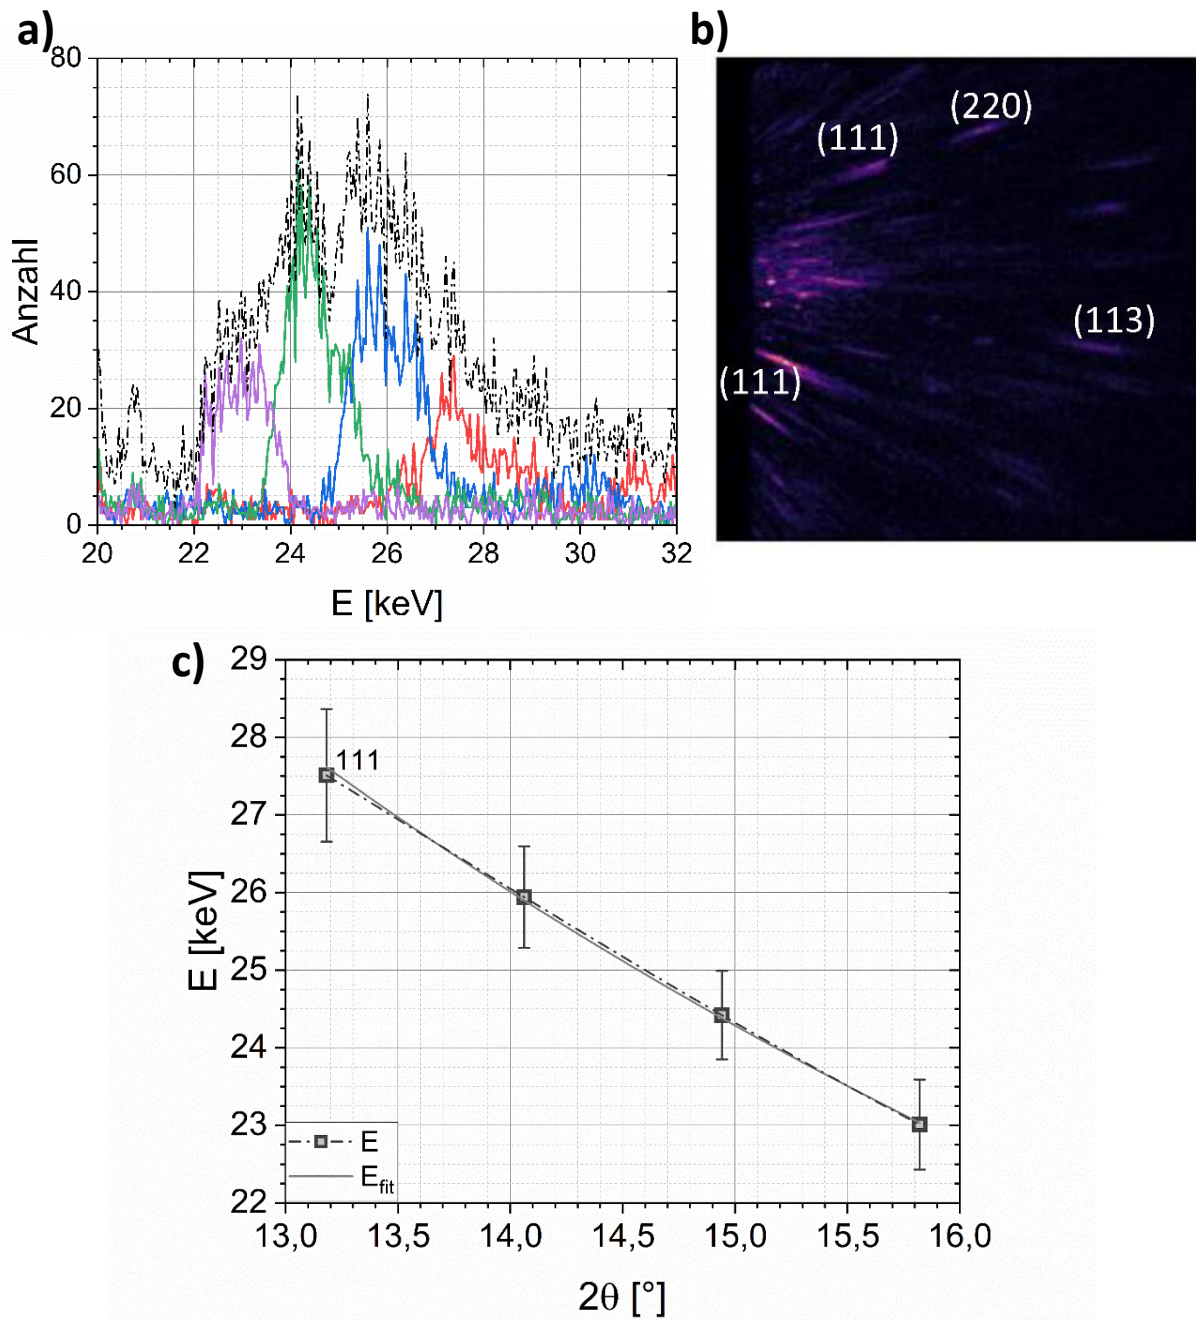 a)
80
60
40
20
0
Anzahl
20 22 24 26 28 30 32
E [keV]
b)
(220)
(111)
(113)
(111)
c)
29
28
27
26
25
24
23
22
E [keV]
111
E
E_fit
13,0 13,5 14,0 14,5 15,0 15,5 16,0
2θ [°]